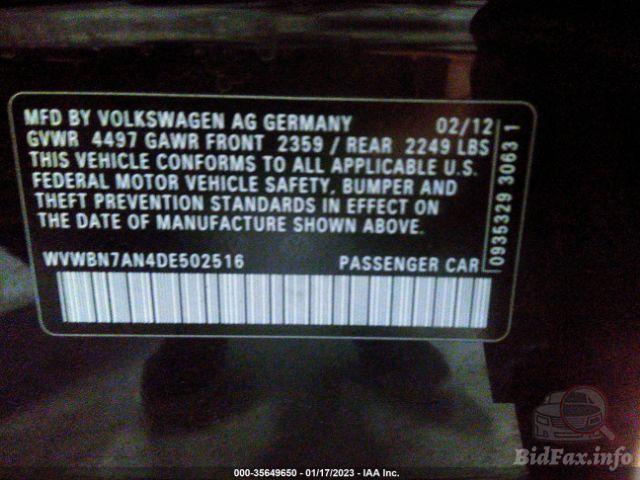 MFD BY VOLKSWAGEN AG GERMANY 02/12
GVWR 4497 GAWR FRONT 2359 / REAR 2249 LBS
THIS VEHICLE CONFORMS TO ALL APPLICABLE U.S.
FEDERAL MOTOR VEHICLE SAFETY, BUMPER AND
THEFT PREVENTION STANDARDS IN EFFECT ON
THE DATE OF MANUFACTURE SHOWN ABOVE.
WVWBN7AN4DE502516 PASSENGER CAR
0935329 3063 1
BidFax.info
000-35649650 - 01/17/2023 - IAA Inc.